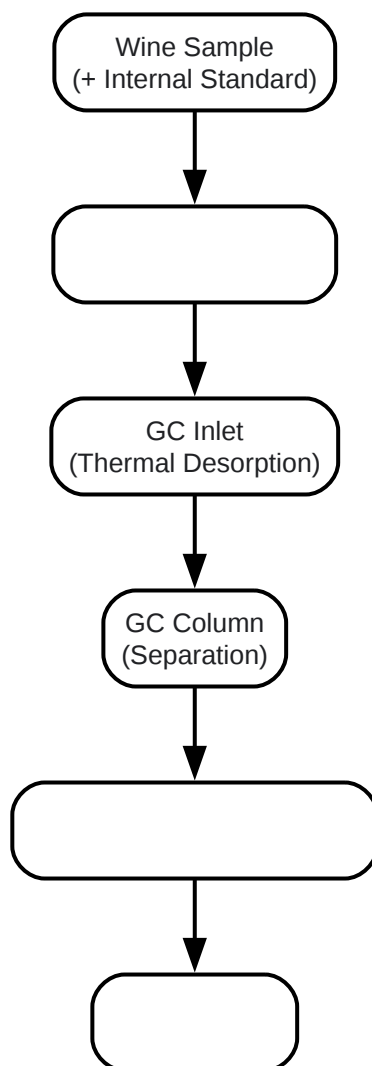 Wine Sample
(+ Internal Standard)
GC Inlet
(Thermal Desorption)
GC Column
(Separation)